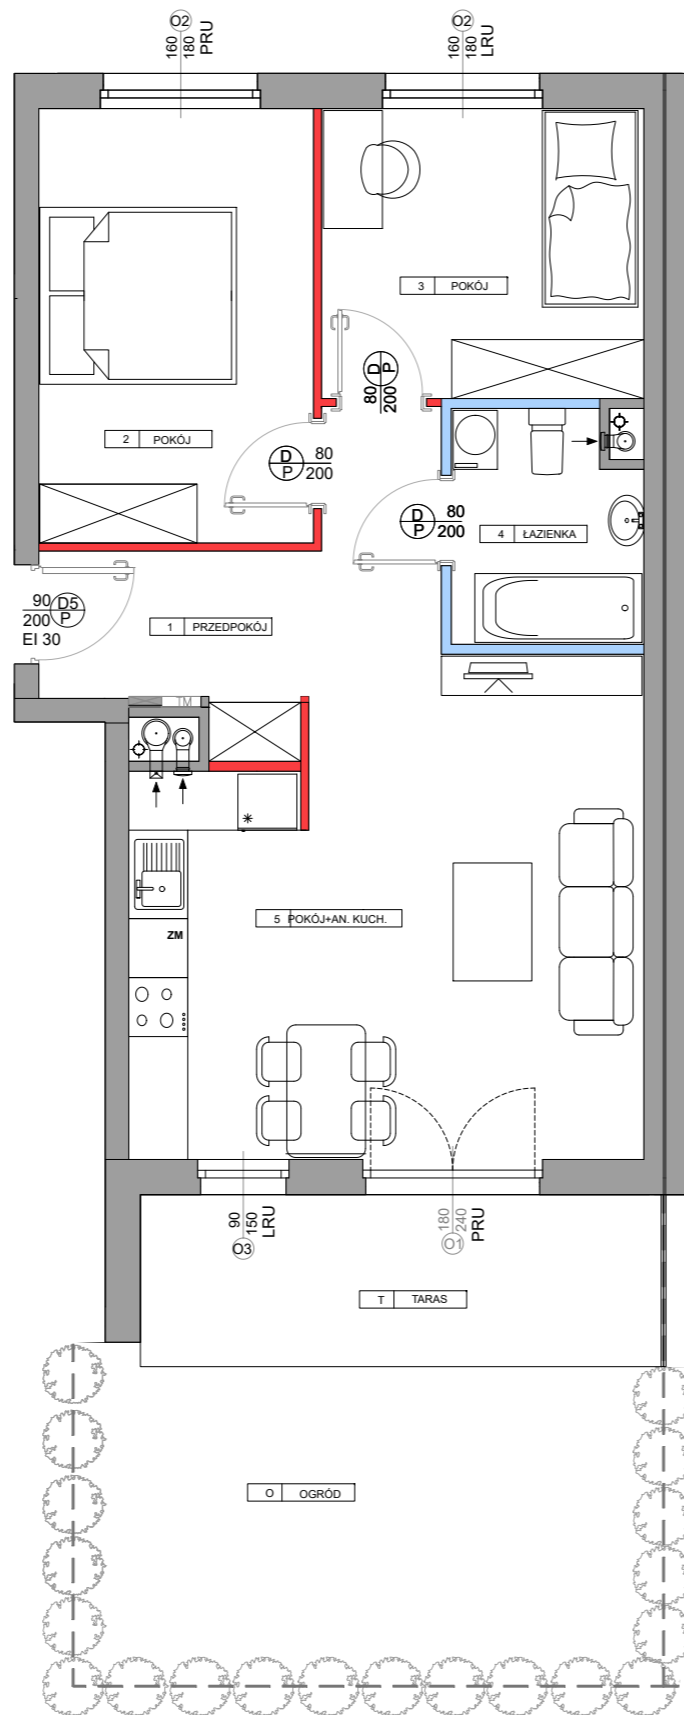 O2
160
180
PRU
O2
160
180
LRU
3 POKÓJ
D
P
80
200
2 POKÓJ
D
P
80
200
D
P
80
200
4 ŁAZIENKA
90
200
D5
P
EI 30
1 PRZEDPOKÓJ
TM
5 POKÓJ+AN. KUCH.
ZM
90
150
LRU
O3
180
240
PRU
O1
T TARAS
O OGRÓD